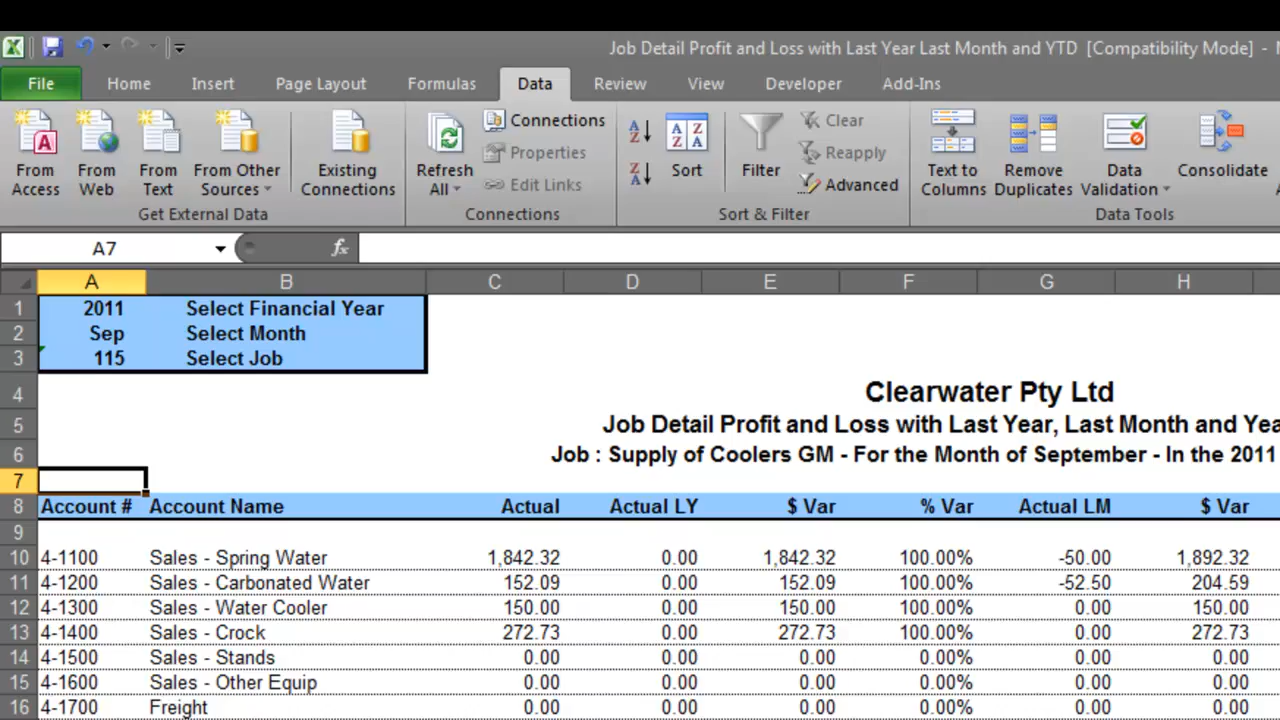 Job Detail Profit and Loss with Last Year Last Month and YTD [Compatibility Mode] -
File Home Insert Page Layout Formulas Data Review View Developer Add-Ins
From Access From Web From Text From Other Sources Existing Connections
Get External Data
Refresh All Connections Properties Edit Links
Connections
A Z Z A Sort Filter Clear Reapply Advanced
Sort & Filter
Text to Columns Remove Duplicates Data Validation Consolidate
Data Tools
A7 fx
A B C D E F G H
1 2011 Select Financial Year
2 Sep Select Month
3 115 Select Job
4 Clearwater Pty Ltd
5 Job Detail Profit and Loss with Last Year, Last Month and Yea
6 Job : Supply of Coolers GM - For the Month of September - In the 2011
7
8 Account # Account Name Actual Actual LY $ Var % Var Actual LM $ Var
9
10 4-1100 Sales - Spring Water 1,842.32 0.00 1,842.32 100.00% -50.00 1,892.32
11 4-1200 Sales - Carbonated Water 152.09 0.00 152.09 100.00% -52.50 204.59
12 4-1300 Sales - Water Cooler 150.00 0.00 150.00 100.00% 0.00 150.00
13 4-1400 Sales - Crock 272.73 0.00 272.73 100.00% 0.00 272.73
14 4-1500 Sales - Stands 0.00 0.00 0.00 0.00% 0.00 0.00
15 4-1600 Sales - Other Equip 0.00 0.00 0.00 0.00% 0.00 0.00
16 4-1700 Freight 0.00 0.00 0.00 0.00% 0.00 0.00